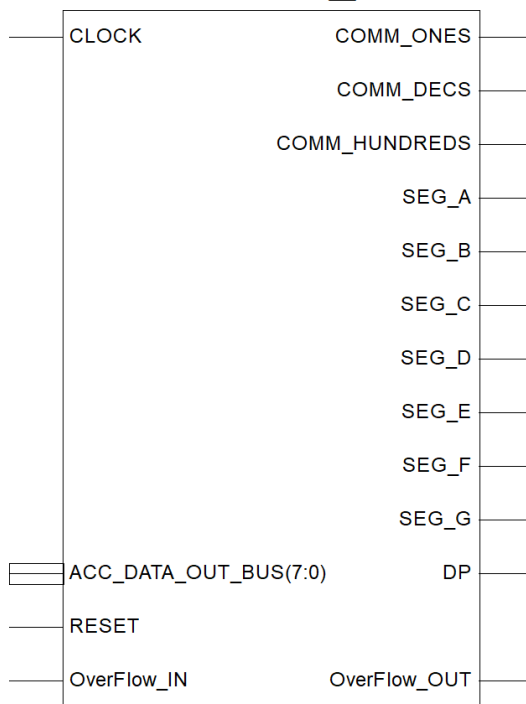 CLOCK COMM_ONES
COMM_DECS
COMM_HUNDREDS
SEG_A
SEG_B
SEG_C
SEG_D
SEG_E
SEG_F
SEG_G
ACC_DATA_OUT_BUS(7:0) DP
RESET
OverFlow_IN OverFlow_OUT